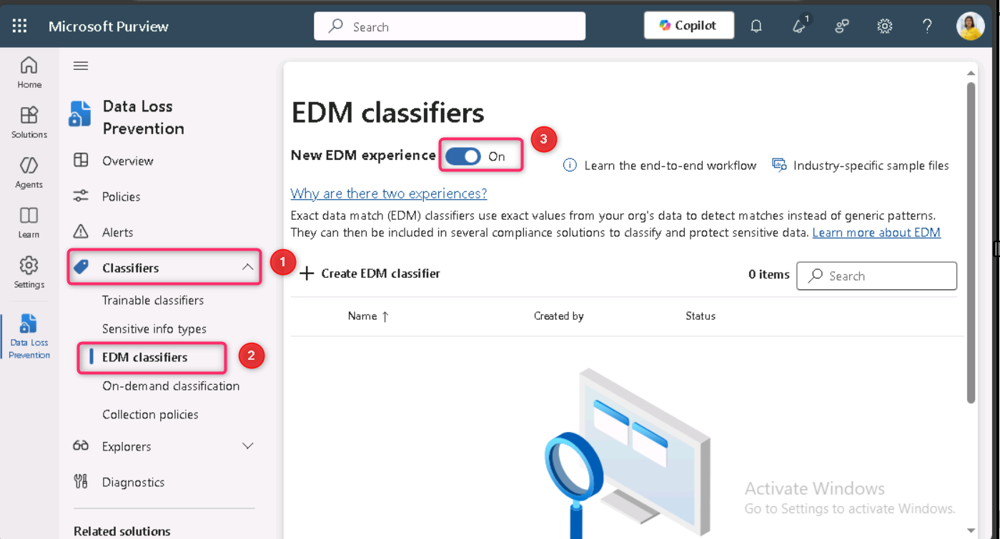 Microsoft Purview
Search
Copilot
1
Home
Solutions
Agents
Learn
Settings
Data Loss
Prevention
Data Loss
Prevention
Overview
Policies
Alerts
Classifiers
1
Trainable classifiers
Sensitive info types
EDM classifiers
2
On-demand classification
Collection policies
Explorers
Diagnostics
Related solutions
EDM classifiers
New EDM experience On
3
Learn the end-to-end workflow
Industry-specific sample files
Why are there two experiences?
Exact data match (EDM) classifiers use exact values from your org's data to detect matches instead of generic patterns.
They can then be included in several compliance solutions to classify and protect sensitive data. Learn more about EDM
+ Create EDM classifier
0 items
Search
Name ↑
Created by
Status
Activate Windows
Go to Settings to activate Windows.